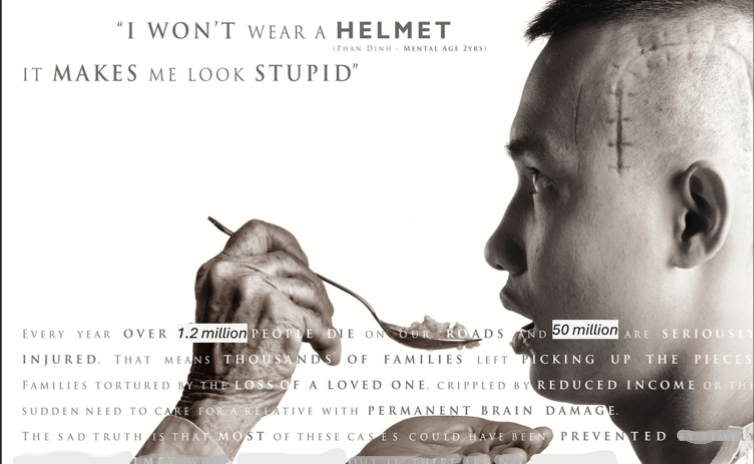 “I WON'T WEAR A HELMET
(PHAN DINH - MENTAL AGE 2YRS)
IT MAKES ME LOOK STUPID”
EVERY YEAR OVER 1.2 million PEOPLE DIE ON OUR ROADS AND 50 million ARE SERIOUSLY
INJURED. THAT MEANS THOUSANDS OF FAMILIES LEFT PICKING UP THE PIECES
FAMILIES TORTURED BY THE LOSS OF A LOVED ONE, CRIPPLED BY REDUCED INCOME OR THE
SUDDEN NEED TO CARE FOR A RELATIVE WITH PERMANENT BRAIN DAMAGE.
THE SAD TRUTH IS THAT MOST OF THESE CASES COULD HAVE BEEN PREVENTED